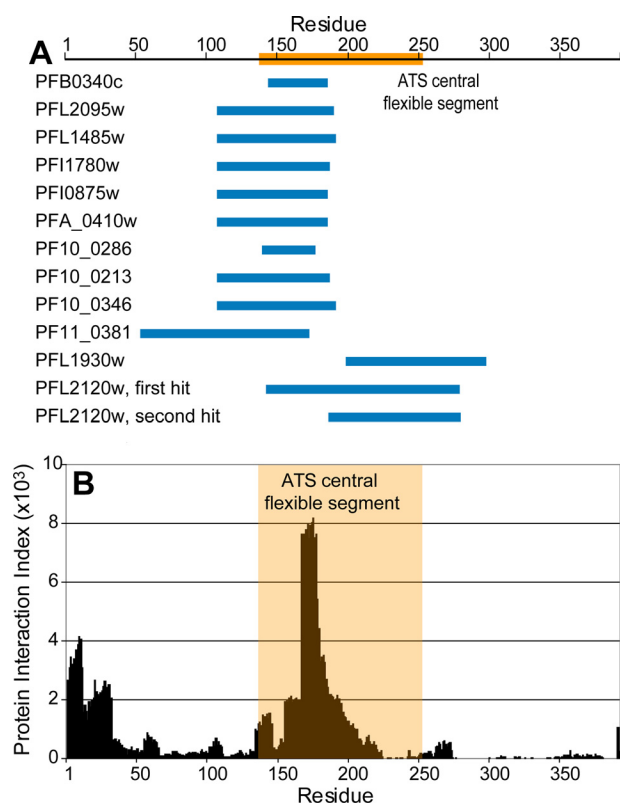 Residue
1 50 100 150 200 250 300 350
A
ATS central
flexible segment
PFB0340c
PFL2095w
PFL1485w
PFI1780w
PFI0875w
PFA_0410w
PF10_0286
PF10_0213
PF10_0346
PF11_0381
PFL1930w
PFL2120w, first hit
PFL2120w, second hit
B
ATS central
flexible segment
Protein Interaction Index (x10³)
10
8
6
4
2
0
1 50 100 150 200 250 300 350
Residue